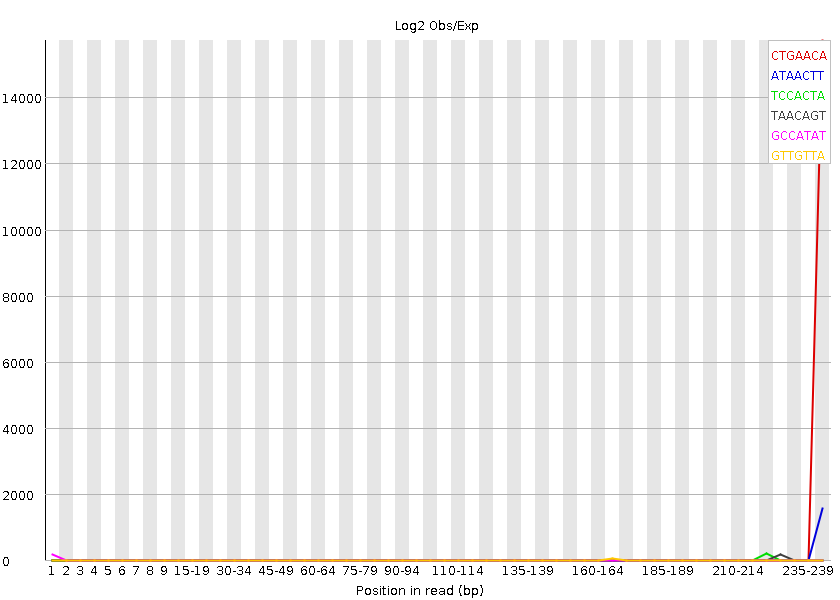 Log2 Obs/Exp
CTGAACA
ATAACTT
TCCACTA
TAACAGT
GCCATAT
GTTGTTA
14000
12000
10000
8000
6000
4000
2000
0
1 2 3 4 5 6 7 8 9 15-19 30-34 45-49 60-64 75-79 90-94 110-114 135-139 160-164 185-189 210-214 235-239
Position in read (bp)